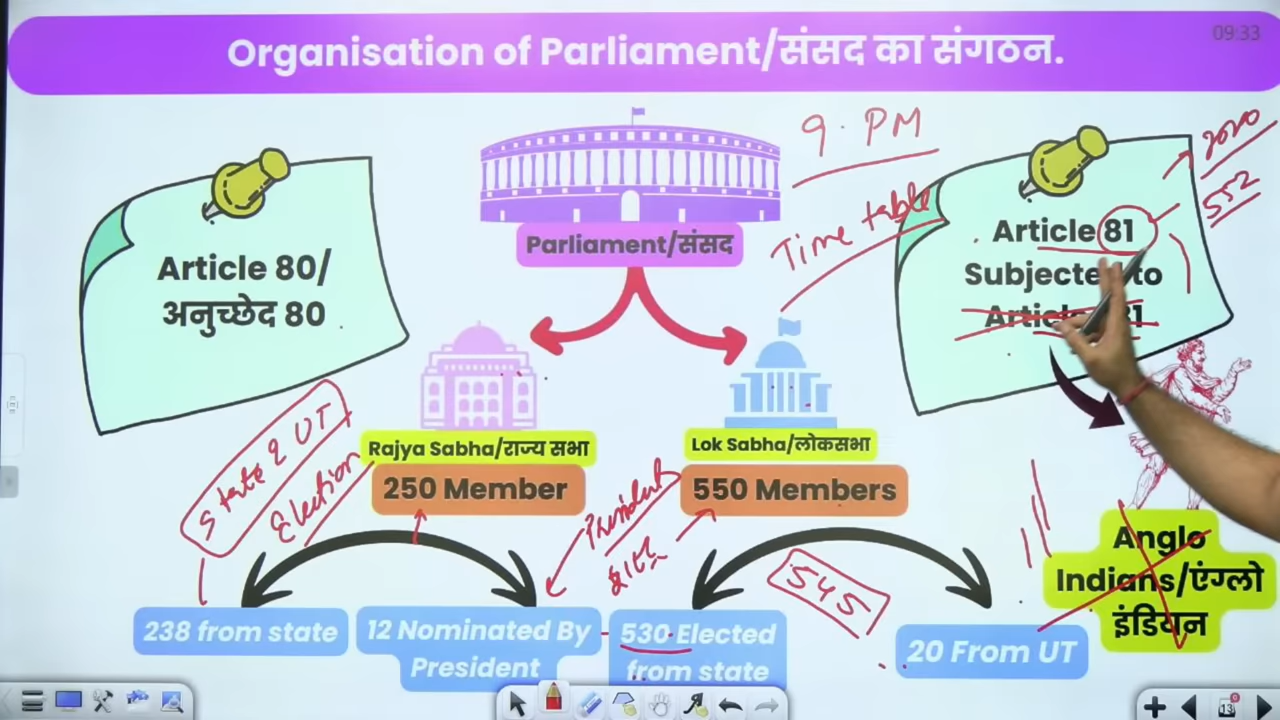 Organisation of Parliament/संसद का संगठन.
09:33
9. PM
Time table
2020
552
Article 80/
अनुच्छेद 80
Parliament/संसद
Article 81
Subjected to
Article
Rajya Sabha/राज्य सभा
250 Member
Lok Sabha/लोकसभा
550 Members
State & UT
Election
President
545
238 from state
12 Nominated By
President
530 Elected
from state
20 From UT
Anglo
Indians/एंग्लो
इंडियन
13